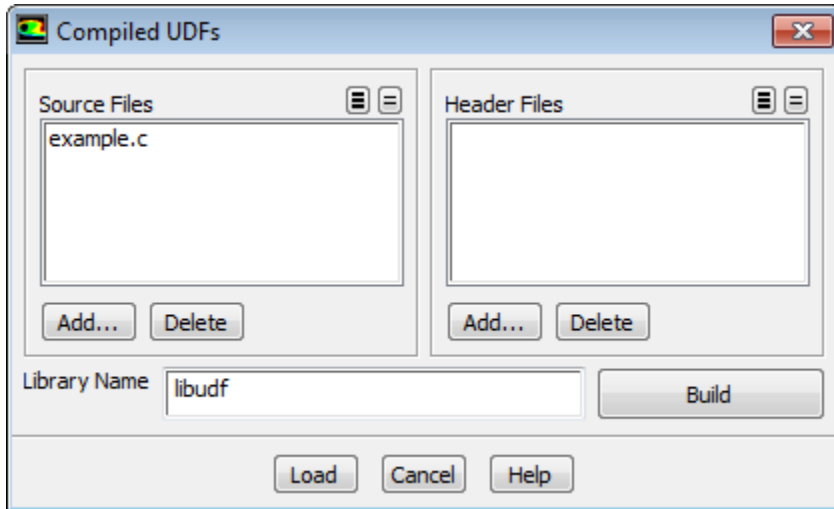 Compiled UDFs
Source Files
Header Files
example.c
Add... Delete
Add... Delete
Library Name libudf Build
Load Cancel Help